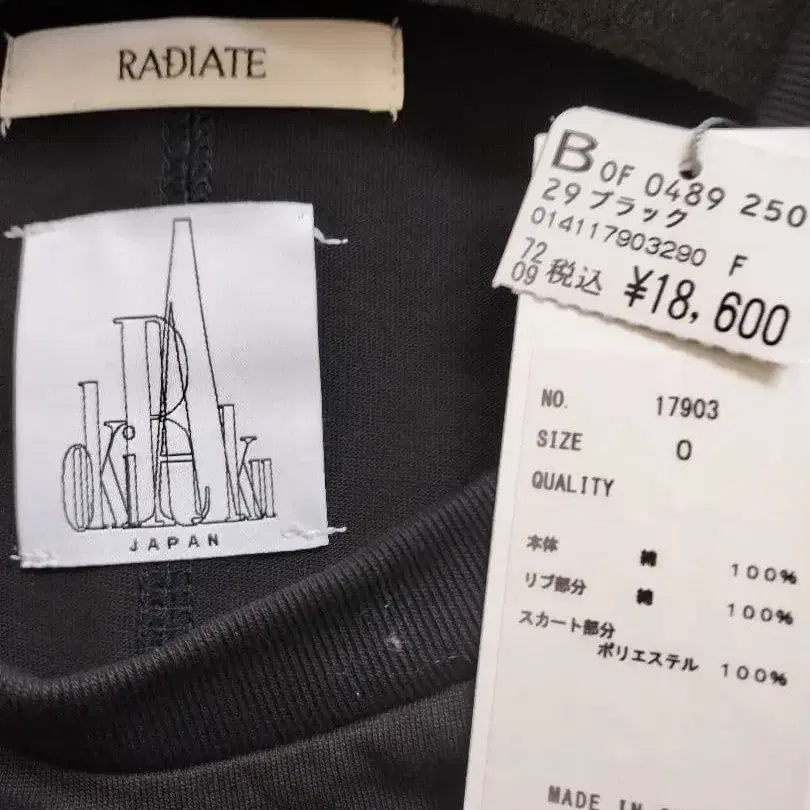 RADIATE
OkiRAku
JAPAN
B OF 0489 250
29 ブラック
014117903290 F
72
09 税込 ¥18,600
NO. 17903
SIZE 0
QUALITY
本体 綿 100%
リブ部分 綿 100%
スカート部分
ポリエステル 100%
MADE IN